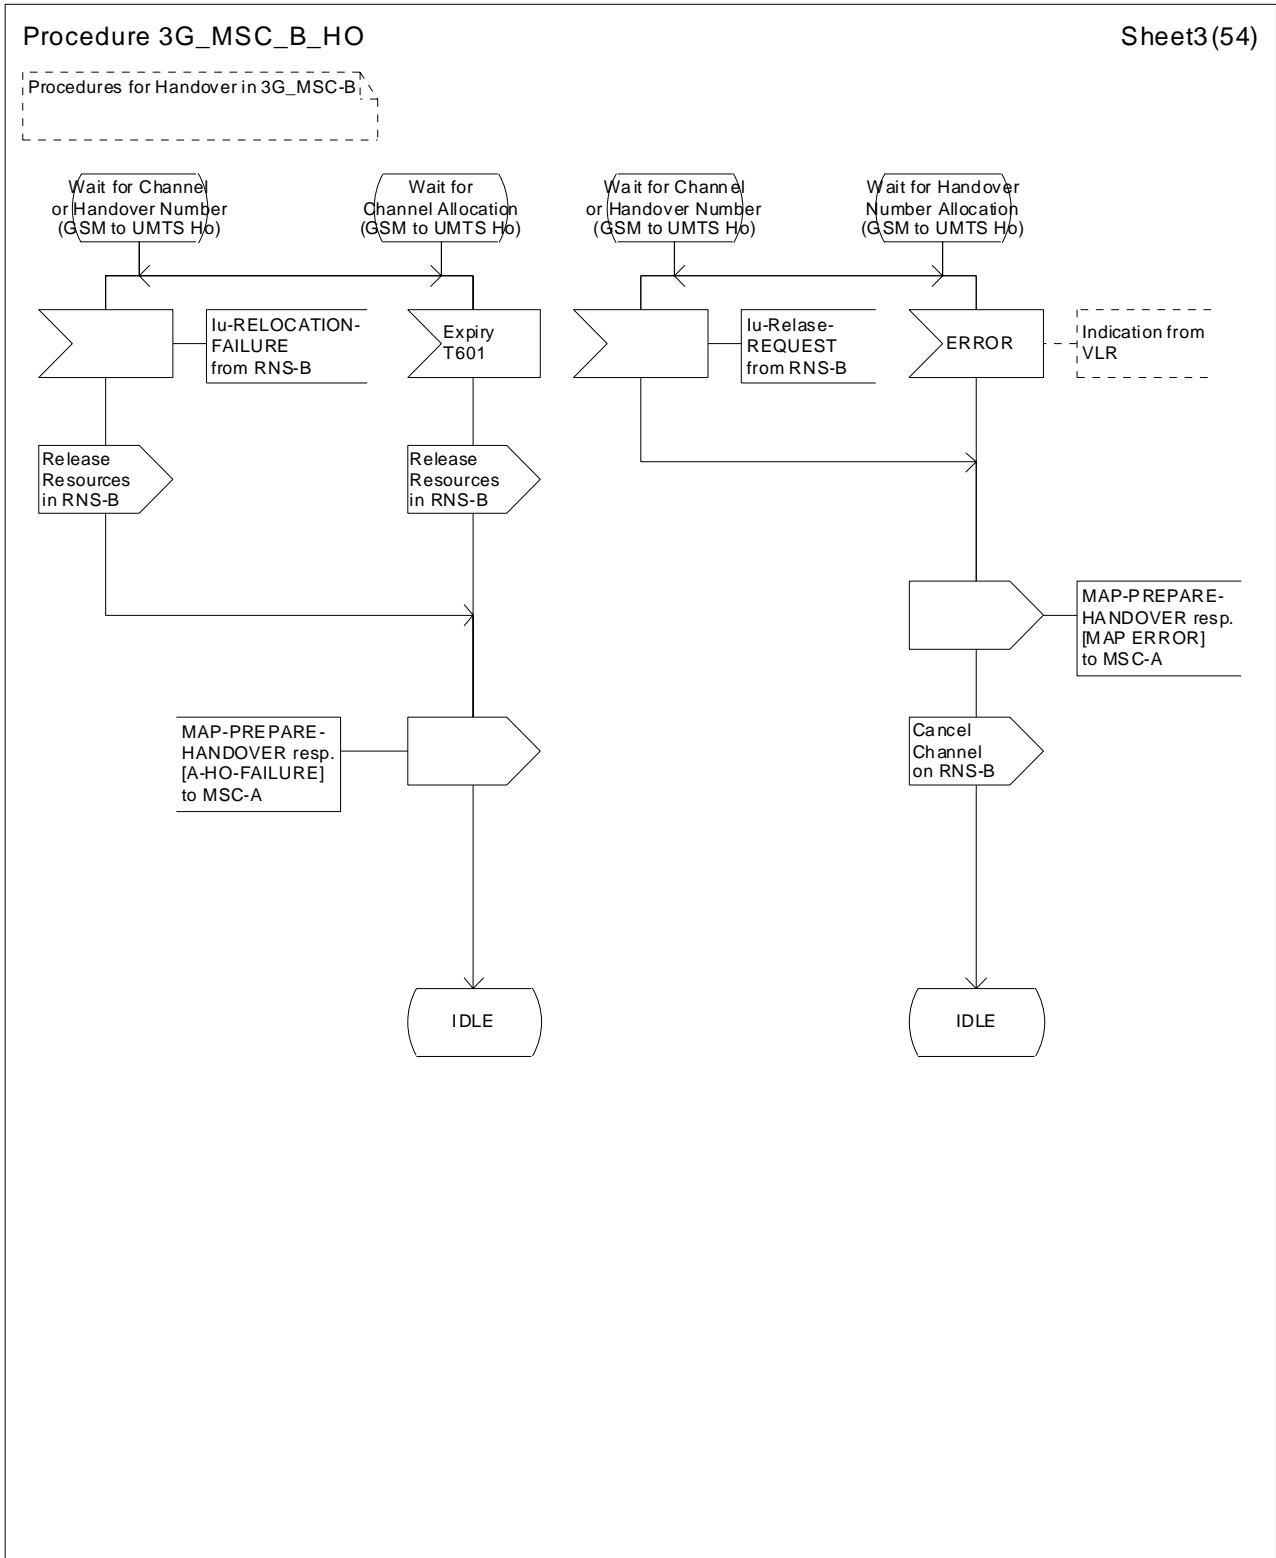 Procedure 3G_MSC_B_HO
Sheet3(54)
Procedures for Handover in 3G_MSC-B
Wait for Channel
or Handover Number
(GSM to UMTS Ho)
Wait for
Channel Allocation
(GSM to UMTS Ho)
Wait for Channel
or Handover Number
(GSM to UMTS Ho)
Wait for Handover
Number Allocation
(GSM to UMTS Ho)
Iu-RELOCATION-
FAILURE
from RNS-B
Expiry
T601
Iu-Relase-
REQUEST
from RNS-B
ERROR
Indication from
VLR
Release
Resources
in RNS-B
Release
Resources
in RNS-B
MAP-PREPARE-
HANDOVER resp.
[MAP ERROR]
to MSC-A
MAP-PREPARE-
HANDOVER resp.
[A-HO-FAILURE]
to MSC-A
Cancel
Channel
on RNS-B
IDLE
IDLE